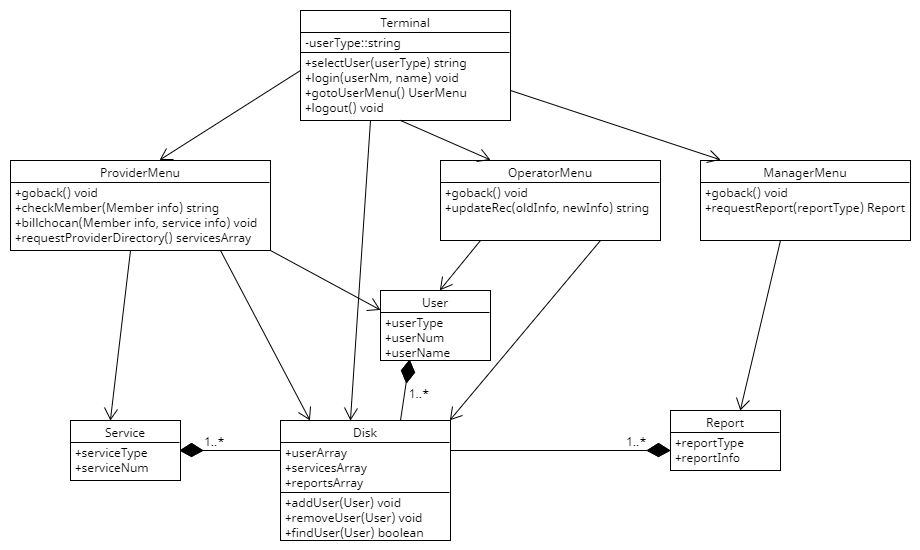 Terminal
-userType::string
+selectUser(userType) string
+login(userNm, name) void
+gotoUserMenu() UserMenu
+logout() void
ProviderMenu
+goback() void
+checkMember(Member info) string
+billchocan(Member info, service info) void
+requestProviderDirectory() servicesArray
OperatorMenu
+goback() void
+updateRec(oldInfo, newInfo) string
ManagerMenu
+goback() void
+requestReport(reportType) Report
User
+userType
+userNum
+userName
1..*
Service
+serviceType
+serviceNum
1..*
Disk
+userArray
+servicesArray
+reportsArray
+addUser(User) void
+removeUser(User) void
+findUser(User) boolean
1..*
Report
+reportType
+reportInfo